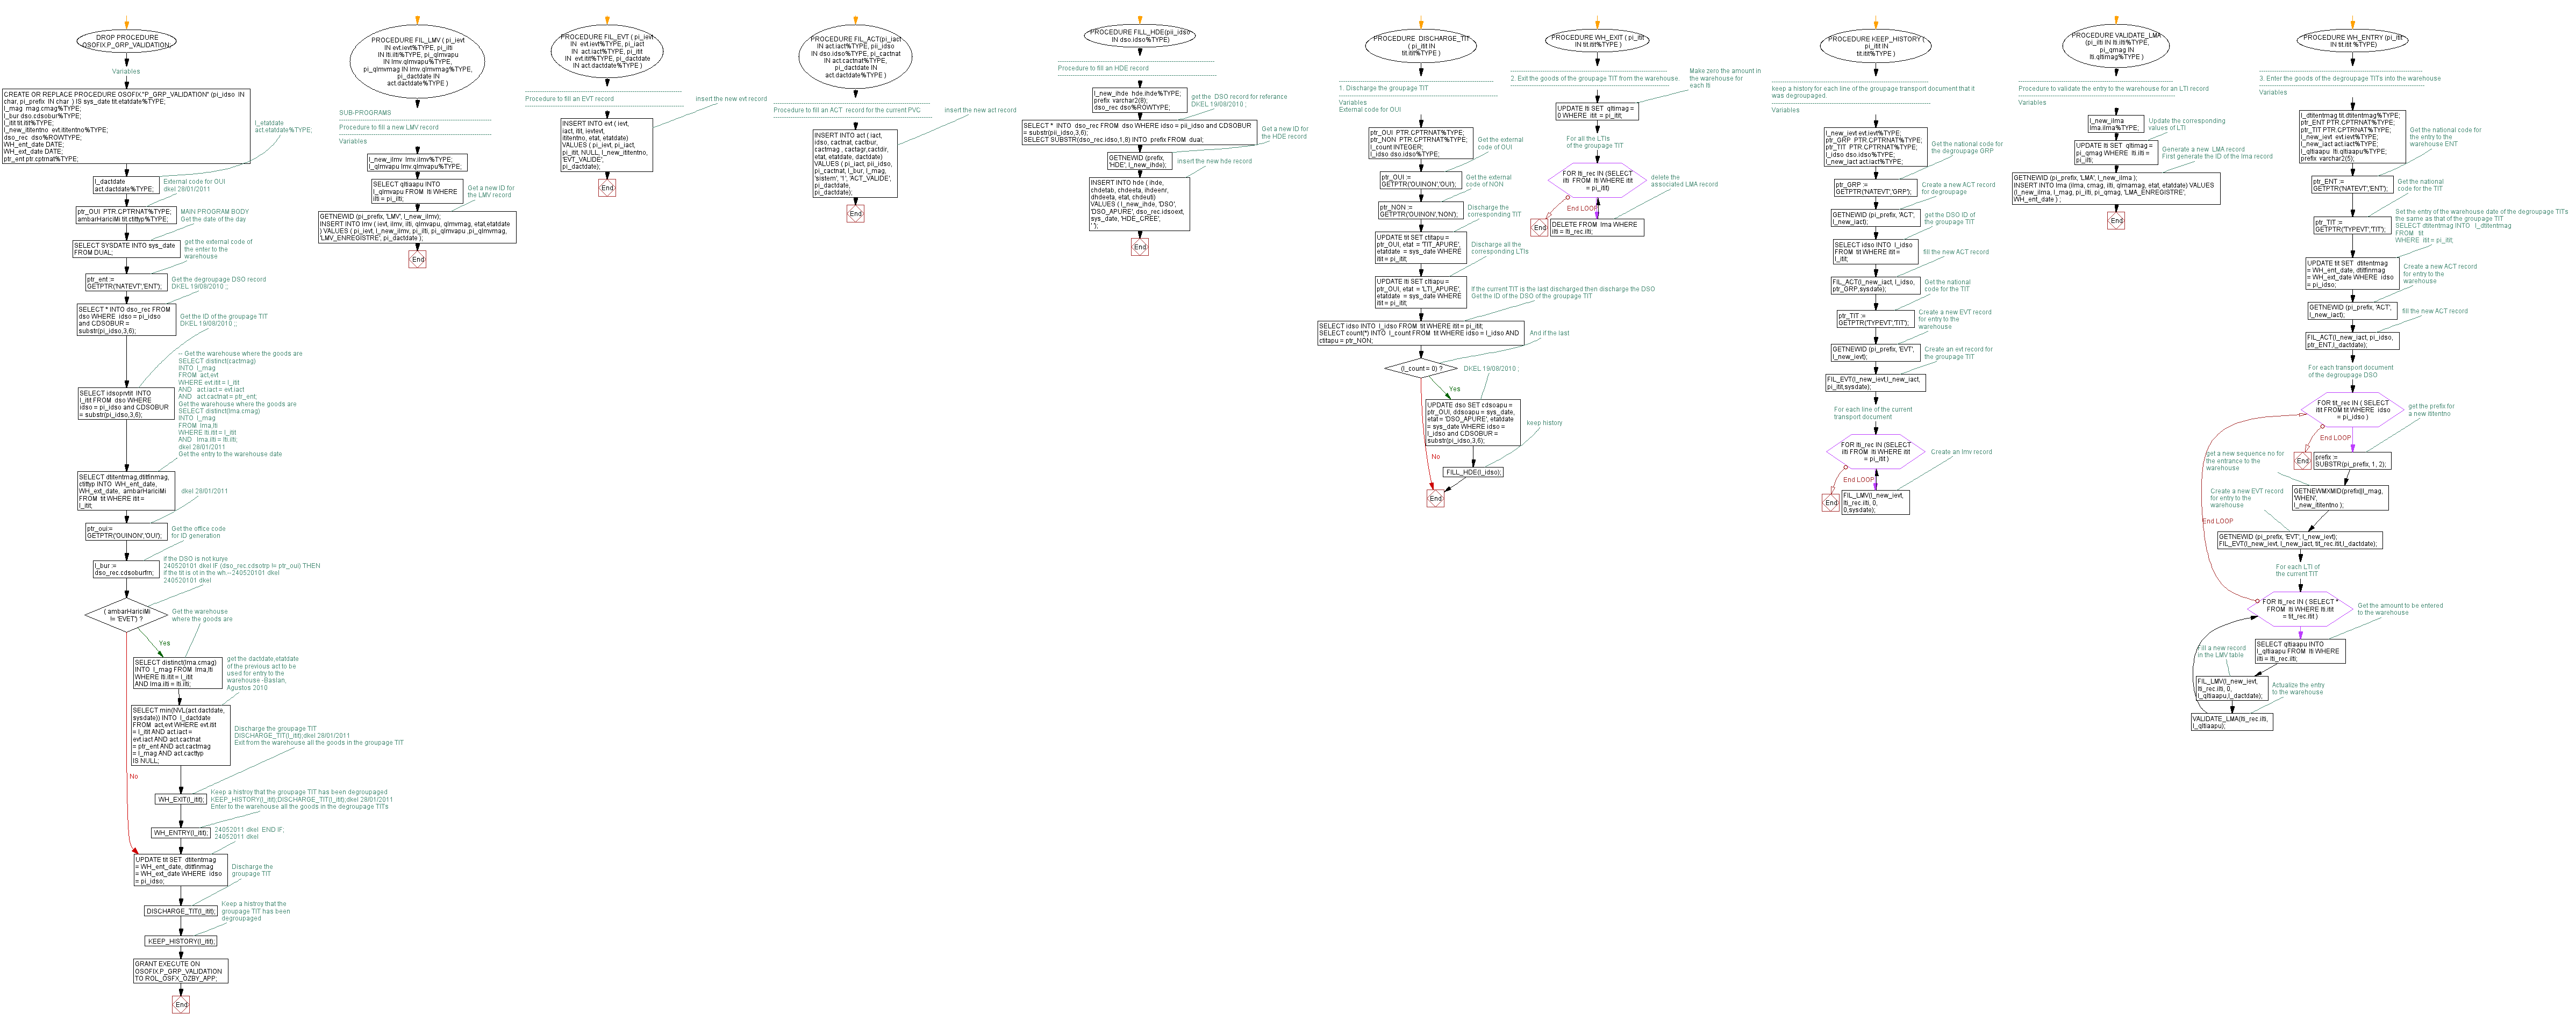 DROP PROCEDURE
OSOFIX.P_GRP_VALIDATION;
Variables
CREATE OR REPLACE PROCEDURE OSOFIX."P_GRP_VALIDATION" (pi_idso IN
char, pi_prefix IN char ) IS sys_date tit.etatdate%TYPE;
l_mag mag.cmag%TYPE;
l_bur dso.cdsobur%TYPE;
l_itit tit.itit%TYPE;
l_new_ititentno evt.ititentno%TYPE;
dso_rec dso%ROWTYPE;
WH_ent_date DATE;
WH_ext_date DATE;
ptr_ent ptr.cptrnat%TYPE;
l_etatdate
act.etatdate%TYPE;
l_dactdate
act.dactdate%TYPE;
External code for OUI
dkel 28/01/2011
ptr_OUI PTR.CPTRNAT%TYPE;
ambarHariciMi tit.ctittyp%TYPE;
MAIN PROGRAM BODY
Get the date of the day
SELECT SYSDATE INTO sys_date
FROM DUAL;
get the external code of
the enter to the
warehouse
ptr_ent :=
GETPTR('NATEVT','ENT');
Get the degroupage DSO record
DKEL 19/08/2010 ;;
SELECT * INTO dso_rec FROM
dso WHERE idso = pi_idso
and CDSOBUR =
substr(pi_idso,3,6);
Get the ID of the groupage TIT
DKEL 19/08/2010 ;;
-- Get the warehouse where the goods are
SELECT distinct(cactmag)
INTO l_mag
FROM act,evt
WHERE evt.itit = l_itit
AND act.iact = evt.iact
AND act.cactnat = ptr_ent;
Get the warehouse where the goods are
SELECT distinct(lma.cmag)
INTO l_mag
FROM lma,lti
WHERE lti.itit = l_itit
AND lma.ilti = lti.ilti;
dkel 28/01/2011
Get the entry to the warehouse date
SELECT idsoprvtit INTO
l_itit FROM dso WHERE
idso = pi_idso and CDSOBUR
= substr(pi_idso,3,6);
SELECT dtitentmag,dtitfinmag,
ctittyp INTO WH_ent_date,
WH_ext_date, ambarHariciMi
FROM tit WHERE itit =
l_itit;
dkel 28/01/2011
ptr_oui:=
GETPTR('OUINON','OUI');
Get the office code
for ID generation
l_bur :=
dso_rec.cdsoburfin;
if the DSO is not kurye
240520101 dkel IF (dso_rec.cdsotrp != ptr_oui) THEN
if the tit is ot in the wh --240520101 dkel
240520101 dkel
( ambarHariciMi
!= 'EVET') ?
Get the warehouse
where the goods are
Yes
SELECT distinct(lma.cmag)
INTO l_mag FROM lma,lti
WHERE lti.itit = l_itit
AND lma.ilti = lti.ilti;
get the dactdate,etatdate
of the previous act to be
used for entry to the
warehouse -Baslan,
Agustos 2010
SELECT min(NVL(act.dactdate,
sysdate)) INTO l_dactdate
FROM act,evt WHERE evt.itit
= l_itit AND act.iact =
evt.iact AND act.cactnat
= ptr_ent AND act.cactmag
= l_mag AND act.cacttyp
IS NULL;
Discharge the groupage TIT
DISCHARGE_TIT(l_itit);dkel 28/01/2011
Exit from the warehouse all the goods in the groupage TIT
No
WH_EXIT(l_itit);
Keep a histroy that the groupage TIT has been degroupaged
KEEP_HISTORY(l_itit);DISCHARGE_TIT(l_itit);dkel 28/01/2011
Enter to the warehouse all the goods in the degroupage TITs
WH_ENTRY(l_itit);
24052011 dkel END IF;
24052011 dkel
UPDATE tit SET dtitentmag
= WH_ent_date, dtitfinmag
= WH_ext_date WHERE idso
= pi_idso;
Discharge the
groupage TIT
DISCHARGE_TIT(l_itit);
Keep a histroy that the
groupage TIT has been
degroupaged
KEEP_HISTORY(l_itit);
GRANT EXECUTE ON
OSOFIX.P_GRP_VALIDATION
TO ROL_OSFX_OZBY_APP;
End
PROCEDURE FIL_LMV ( pi_ievt
IN evt.ievt%TYPE, pi_ilti
IN lti.ilti%TYPE, pi_qlmvapu
IN lmv.qlmvapu%TYPE,
pi_qlmvmag IN lmv.qlmvmag%TYPE,
pi_dactdate IN
act.dactdate%TYPE )
SUB-PROGRAMS
Procedure to fill a new LMV record
Variables
l_new_ilmv lmv.ilmv%TYPE;
l_qlmvapu lmv.qlmvapu%TYPE;
SELECT qltiaapu INTO
l_qlmvapu FROM lti WHERE
ilti = pi_ilti;
Get a new ID for
the LMV record
GETNEWID (pi_prefix, 'LMV', l_new_ilmv);
INSERT INTO lmv ( ievt, ilmv, ilti, qlmvapu, qlmvmag, etat,etatdate
) VALUES ( pi_ievt, l_new_ilmv, pi_ilti, pi_qlmvapu ,pi_qlmvmag,
'LMV_ENREGISTRE', pi_dactdate );
End
PROCEDURE FIL_EVT ( pi_ievt
IN evt.ievt%TYPE, pi_iact
IN act.iact%TYPE, pi_itit
IN evt.itit%TYPE, pi_dactdate
IN act.dactdate%TYPE )
Procedure to fill an EVT record
insert the new evt record
INSERT INTO evt ( ievt,
iact, itit, ievtevt,
ititentno, etat, etatdate)
VALUES ( pi_ievt, pi_iact,
pi_itit, NULL, l_new_ititentno,
'EVT_VALIDE',
pi_dactdate);
End
PROCEDURE FIL_ACT(pi_iact
IN act.iact%TYPE, pii_idso
IN dso.idso%TYPE, pi_cactnat
IN act.cactnat%TYPE,
pi_dactdate IN
act.dactdate%TYPE )
Procedure to fill an ACT record for the current PVC
insert the new act record
INSERT INTO act ( iact,
idso, cactnat, cactbur,
cactmag , cactagr,cactdir,
etat, etatdate, dactdate)
VALUES ( pi_iact, pii_idso,
pi_cactnat, l_bur, l_mag,
'sistem', '1', 'ACT_VALIDE',
pi_dactdate,
pi_dactdate);
End
PROCEDURE FILL_HDE(pii_idso
IN dso.idso%TYPE)
Procedure to fill an HDE record
l_new_ihde hde.ihde%TYPE;
prefix varchar2(8);
dso_rec dso%ROWTYPE;
get the DSO record for referance
DKEL 19/08/2010 ;
SELECT * INTO dso_rec FROM dso WHERE idso = pii_idso and CDSOBUR
= substr(pii_idso,3,6);
SELECT SUBSTR(dso_rec.idso,1,8) INTO prefix FROM dual;
Get a new ID for
the HDE record
GETNEWID (prefix,
'HDE', l_new_ihde);
insert the new hde record
INSERT INTO hde ( ihde,
chdefab, chdeeta, ihdeenr,
dhdeeta, etat, chdeuti)
VALUES ( l_new_ihde, 'DSO',
'DSO_APURE', dso_rec.idsoext,
sys_date, 'HDE_CREE',
' ');
End
PROCEDURE DISCHARGE_TIT
( pi_itit IN
tit.itit%TYPE )
1. Discharge the groupage TIT
Variables
External code for OUI
ptr_OUI PTR.CPTRNAT%TYPE;
ptr_NON PTR.CPTRNAT%TYPE;
l_count INTEGER;
l_idso dso.idso%TYPE;
Get the external
code of OUI
ptr_OUI :=
GETPTR('OUINON','OUI');
Get the external
code of NON
ptr_NON :=
GETPTR('OUINON','NON');
Discharge the
corresponding TIT
UPDATE tit SET ctitapu =
ptr_OUI, etat = 'TIT_APURE',
etatdate = sys_date WHERE
itit = pi_itit;
Discharge all the
corresponding LTIs
UPDATE lti SET cltiapu =
ptr_OUI, etat = 'LTI_APURE',
etatdate = sys_date WHERE
itit = pi_itit;
If the current TIT is the last discharged then discharge the DSO
Get the ID of the DSO of the groupage TIT
SELECT idso INTO l_idso FROM tit WHERE itit = pi_itit;
SELECT count(*) INTO l_count FROM tit WHERE idso = l_idso AND
ctitapu = ptr_NON;
And if the last
(l_count = 0) ?
DKEL 19/08/2010 ;
Yes
UPDATE dso SET cdsoapu =
ptr_OUI, ddsoapu = sys_date,
etat = 'DSO_APURE', etatdate
= sys_date WHERE idso =
l_idso and CDSOBUR =
substr(pi_idso,3,6);
keep history
No
FILL_HDE(l_idso);
End
PROCEDURE WH_EXIT ( pi_itit
IN tit.itit%TYPE )
2. Exit the goods of the groupage TIT from the warehouse.
Make zero the amount in
the warehouse for
each lti
UPDATE lti SET qltimag =
0 WHERE itit = pi_itit;
For all the LTIs
of the groupage TIT
FOR lti_rec IN (SELECT
ilti FROM lti WHERE itit
= pi_itit)
delete the
associated LMA record
End LOOP
End
DELETE FROM lma WHERE
ilti = lti_rec.ilti;
PROCEDURE KEEP_HISTORY (
pi_itit IN
tit.itit%TYPE )
keep a history for each line of the groupage transport document that it
was degroupaged.
Variables
l_new_ievt evt.ievt%TYPE;
ptr_GRP PTR.CPTRNAT%TYPE;
ptr_TIT PTR.CPTRNAT%TYPE;
l_idso dso.idso%TYPE;
l_new_iact act.iact%TYPE;
Get the national code for
the degroupage GRP
ptr_GRP :=
GETPTR('NATEVT','GRP');
Create a new ACT record
for degroupage
GETNEWID (pi_prefix, 'ACT',
l_new_iact);
get the DSO ID of
the groupage TIT
SELECT idso INTO l_idso
FROM tit WHERE itit =
l_itit;
fill the new ACT record
FIL_ACT(l_new_iact, l_idso,
ptr_GRP,sysdate);
Get the national
code for the TIT
ptr_TIT :=
GETPTR('TYPEVT','TIT');
Create a new EVT record
for entry to the
warehouse
GETNEWID (pi_prefix, 'EVT',
l_new_ievt);
Create an evt record for
the groupage TIT
FIL_EVT(l_new_ievt,l_new_iact,
pi_itit,sysdate);
For each line of the current
transport document
FOR lti_rec IN (SELECT
ilti FROM lti WHERE itit
= pi_itit )
Create an lmv record
End LOOP
End
FIL_LMV(l_new_ievt,
lti_rec.ilti, 0,
0,sysdate);
PROCEDURE VALIDATE_LMA
(pi_ilti IN lti.ilti%TYPE,
pi_qmag IN
lti.qltimag%TYPE )
Procedure to validate the entry to the warehouse for an LTI record
Variables
l_new_ilma
lma.ilma%TYPE;
Update the corresponding
values of LTI
UPDATE lti SET qltimag =
pi_qmag WHERE lti.ilti =
pi_ilti;
Generate a new LMA record
First generate the ID of the lma record
GETNEWID (pi_prefix, 'LMA', l_new_ilma );
INSERT INTO lma (ilma, cmag, ilti, qlmamag, etat, etatdate) VALUES
(l_new_ilma, l_mag, pi_ilti, pi_qmag, 'LMA_ENREGISTRE',
WH_ent_date ) ;
End
PROCEDURE WH_ENTRY (pi_itit
IN tit.itit %TYPE)
3. Enter the goods of the degroupage TITs into the warehouse
Variables
l_dtitentmag tit.dtitentmag%TYPE;
ptr_ENT PTR.CPTRNAT%TYPE;
ptr_TIT PTR.CPTRNAT%TYPE;
l_new_ievt evt.ievt%TYPE;
l_new_iact act.iact%TYPE;
l_qltiaapu lti.qltiaapu%TYPE;
prefix varchar2(5);
Get the national code for
the entry to the
warehouse ENT
ptr_ENT :=
GETPTR('NATEVT','ENT');
Get the national
code for the TIT
ptr_TIT :=
GETPTR('TYPEVT','TIT');
Set the entry of the warehouse date of the degroupage TITs
the same as that of the groupage TIT
SELECT dtitentmag INTO l_dtitentmag
FROM tit
WHERE itit = pi_itit;
UPDATE tit SET dtitentmag
= WH_ent_date, dtitfinmag
= WH_ext_date WHERE idso
= pi_idso;
Create a new ACT record
for entry to the
warehouse
GETNEWID (pi_prefix, 'ACT',
l_new_iact);
fill the new ACT record
FIL_ACT(l_new_iact, pi_idso,
ptr_ENT,l_dactdate);
For each transport document
of the degroupage DSO
FOR tit_rec IN ( SELECT
itit FROM tit WHERE idso
= pi_idso )
get the prefix for
a new ititentno
End LOOP
End
prefix :=
SUBSTR(pi_prefix, 1, 2);
get a new sequence no for
the entrance to the
warehouse
GETNEWMXMID(prefix||l_mag,
'WHEN',
l_new_ititentno );
Create a new EVT record
for entry to the
warehouse
End LOOP
GETNEWID (pi_prefix, 'EVT', l_new_ievt);
FIL_EVT(l_new_ievt, l_new_iact, tit_rec.itit,l_dactdate);
For each LTI of
the current TIT
FOR lti_rec IN ( SELECT *
FROM lti WHERE lti.itit
= tit_rec.itit )
Get the amount to be entered
to the warehouse
SELECT qltiaapu INTO
l_qltiaapu FROM lti WHERE
ilti = lti_rec.ilti;
Fill a new record
in the LMV table
FIL_LMV(l_new_ievt,
lti_rec.ilti, 0,
l_qltiaapu,l_dactdate);
Actualize the entry
to the warehouse
VALIDATE_LMA(lti_rec.ilti,
l_qltiaapu);